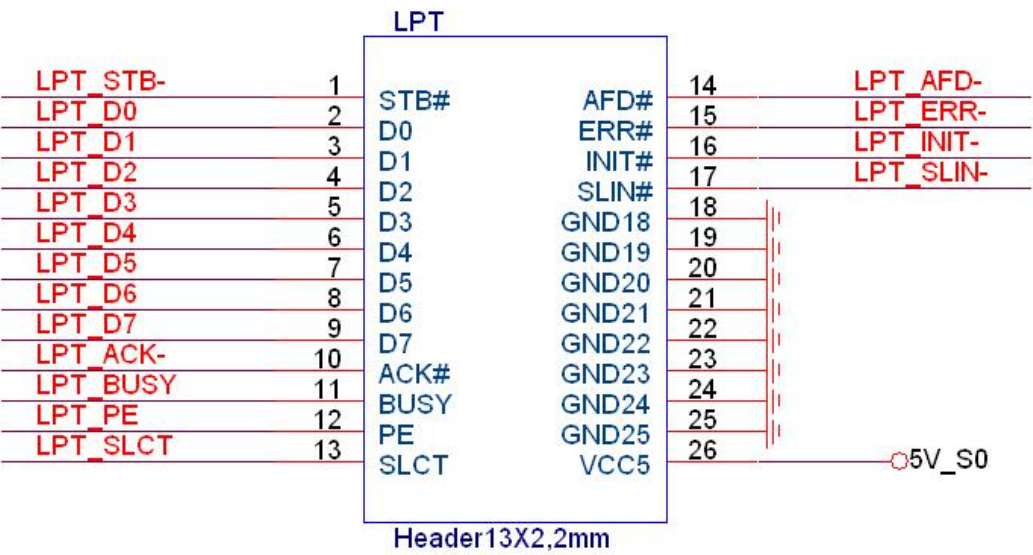 LPT
LPT_STB- 1 STB# AFD# 14 LPT_AFD-
LPT_D0 2 D0 ERR# 15 LPT_ERR-
LPT_D1 3 D1 INIT# 16 LPT_INIT-
LPT_D2 4 D2 SLIN# 17 LPT_SLIN-
LPT_D3 5 D3 GND18 18
LPT_D4 6 D4 GND19 19
LPT_D5 7 D5 GND20 20
LPT_D6 8 D6 GND21 21
LPT_D7 9 D7 GND22 22
LPT_ACK- 10 ACK# GND23 23
LPT_BUSY 11 BUSY GND24 24
LPT_PE 12 PE GND25 25
LPT_SLCT 13 SLCT VCC5 26 5V_S0
Header13X2,2mm